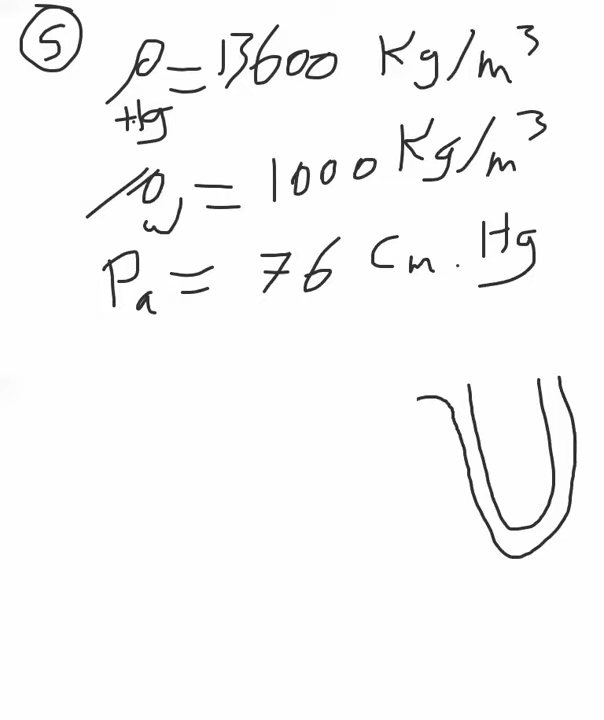 5
ρHg = 13600 Kg/m³
ρw = 1000 Kg/m³
Pa = 76 Cm . Hg